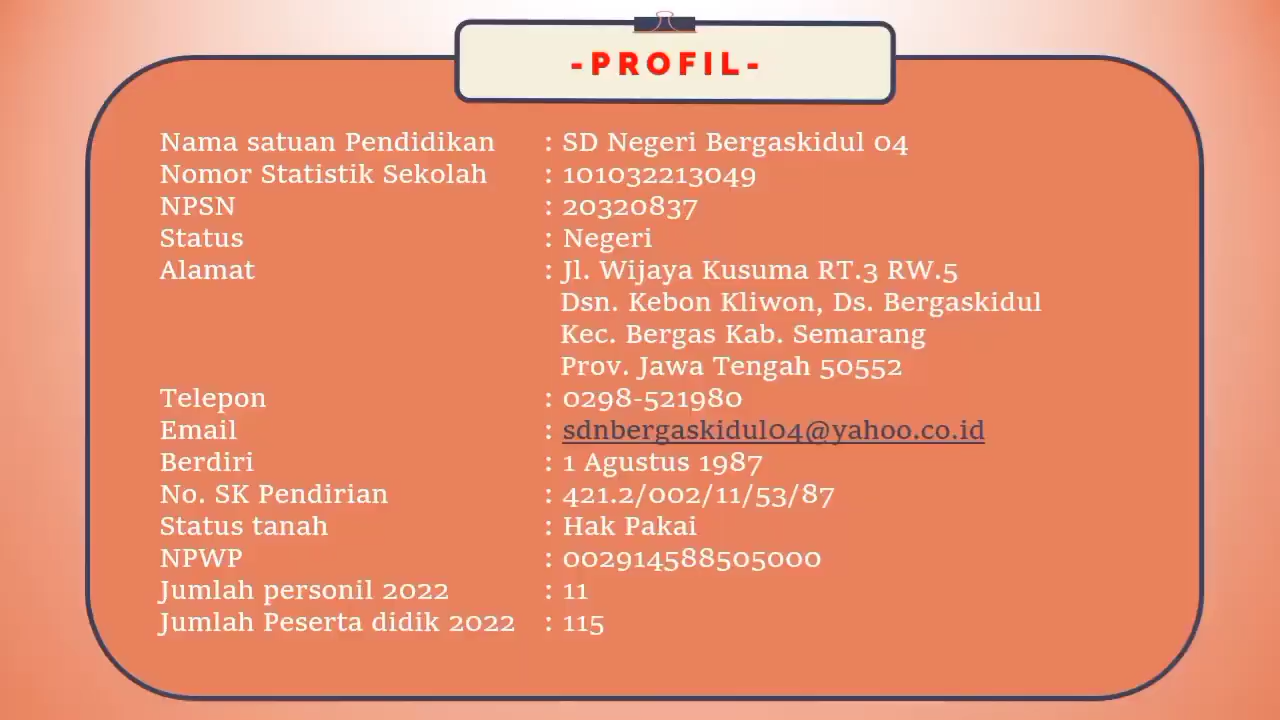 -PROFIL-
Nama satuan Pendidikan : SD Negeri Bergaskidul 04
Nomor Statistik Sekolah : 101032213049
NPSN : 20320837
Status : Negeri
Alamat : Jl. Wijaya Kusuma RT.3 RW.5
Dsn. Kebon Kliwon, Ds. Bergaskidul
Kec. Bergas Kab. Semarang
Prov. Jawa Tengah 50552
Telepon : 0298-521980
Email : sdnbergaskidul04@yahoo.co.id
Berdiri : 1 Agustus 1987
No. SK Pendirian : 421.2/002/11/53/87
Status tanah : Hak Pakai
NPWP : 002914588505000
Jumlah personil 2022 : 11
Jumlah Peserta didik 2022 : 115